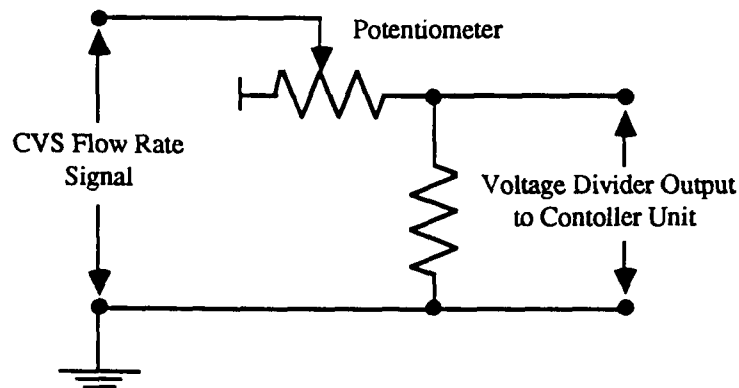 Potentiometer
CVS Flow Rate
Signal
Voltage Divider Output
to Contoller Unit